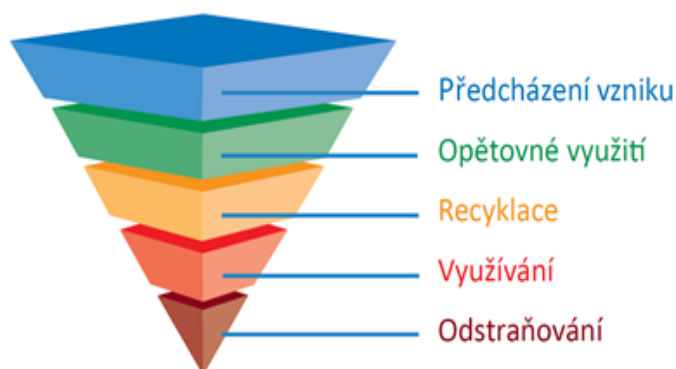 Předcházení vzniku
Opětovné využití
Recyklace
Využívání
Odstraňování